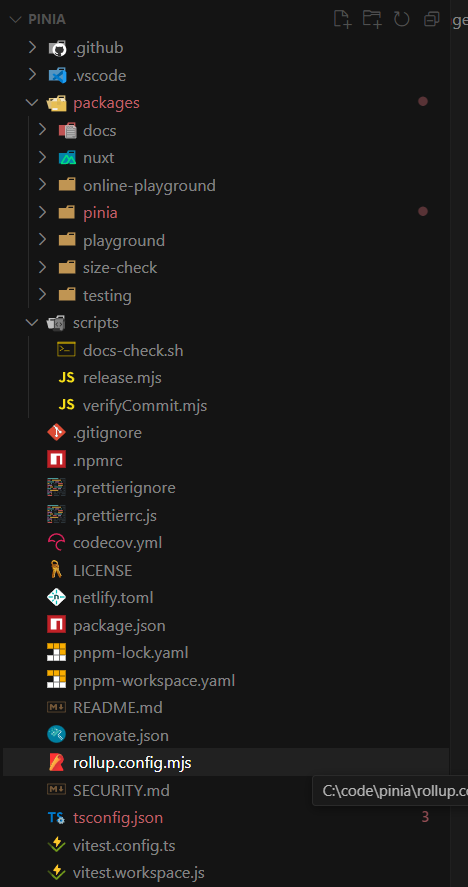 PINIA
ge
.github
.vscode
packages
docs
nuxt
online-playground
pinia
playground
size-check
testing
scripts
docs-check.sh
JS release.mjs
JS verifyCommit.mjs
.gitignore
.npmrc
.prettierignore
.prettierrc.js
codecov.yml
LICENSE
netlify.toml
package.json
pnpm-lock.yaml
pnpm-workspace.yaml
README.md
renovate.json
rollup.config.mjs
SECURITY.md
C:\code\pinia\rollup.co
TS tsconfig.json 3
vitest.config.ts
vitest.workspace.js